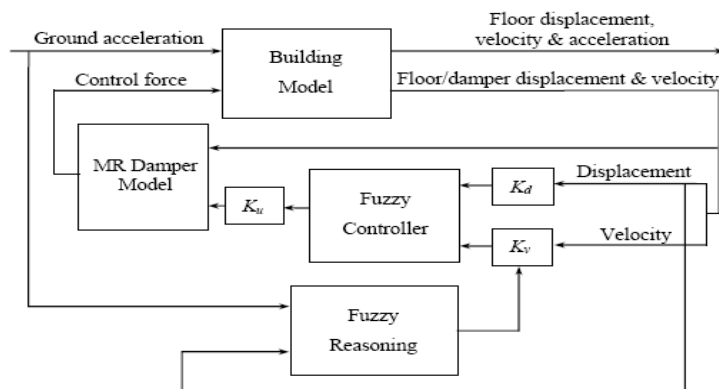 Ground acceleration
Floor displacement,
velocity & acceleration
Building
Model
Control force
Floor/damper displacement & velocity
MR Damper
Model
Displacement
Fuzzy
Controller
Kd
Ku
Velocity
Kv
Fuzzy
Reasoning